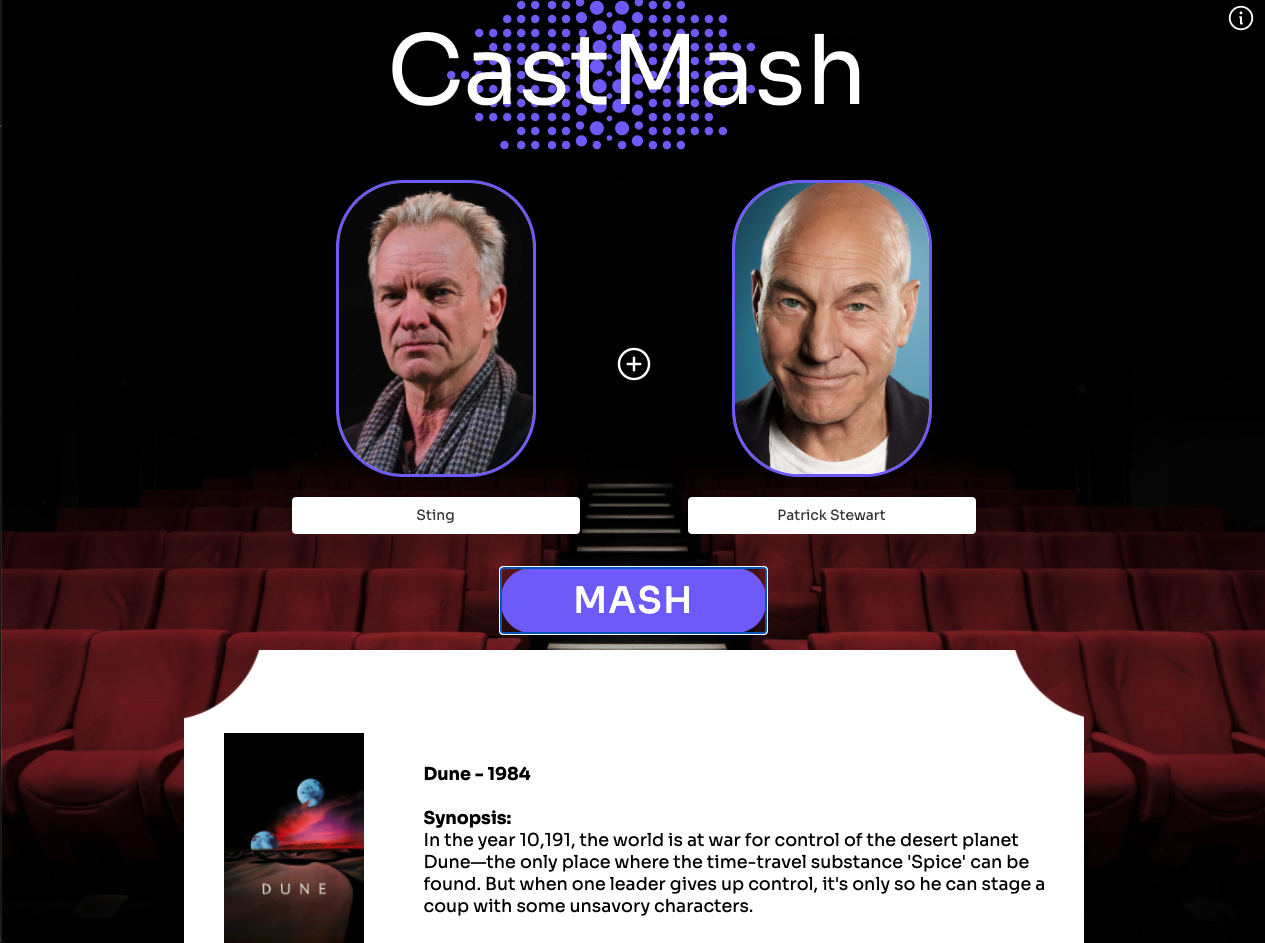 CastMash
Sting
Patrick Stewart
MASH
Dune - 1984
Synopsis:
In the year 10,191, the world is at war for control of the desert planet
Dune—the only place where the time-travel substance 'Spice' can be
found. But when one leader gives up control, it's only so he can stage a
coup with some unsavory characters.
DUNE